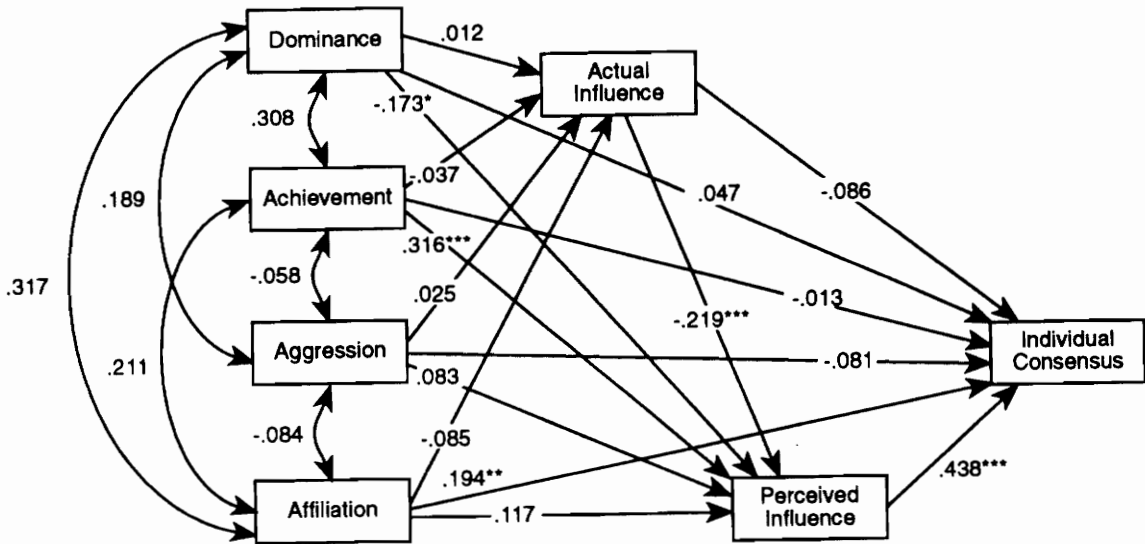 Dominance
.012
Actual
Influence
-.173*
.308
-.037
Achievement
.189
.047
-.086
.316***
-.058
.317
.025
-.013
-.219***
Aggression
Individual
Consensus
-.081
.211
.083
-.084
-.085
.194**
.438***
Affiliation
.117
Perceived
Influence